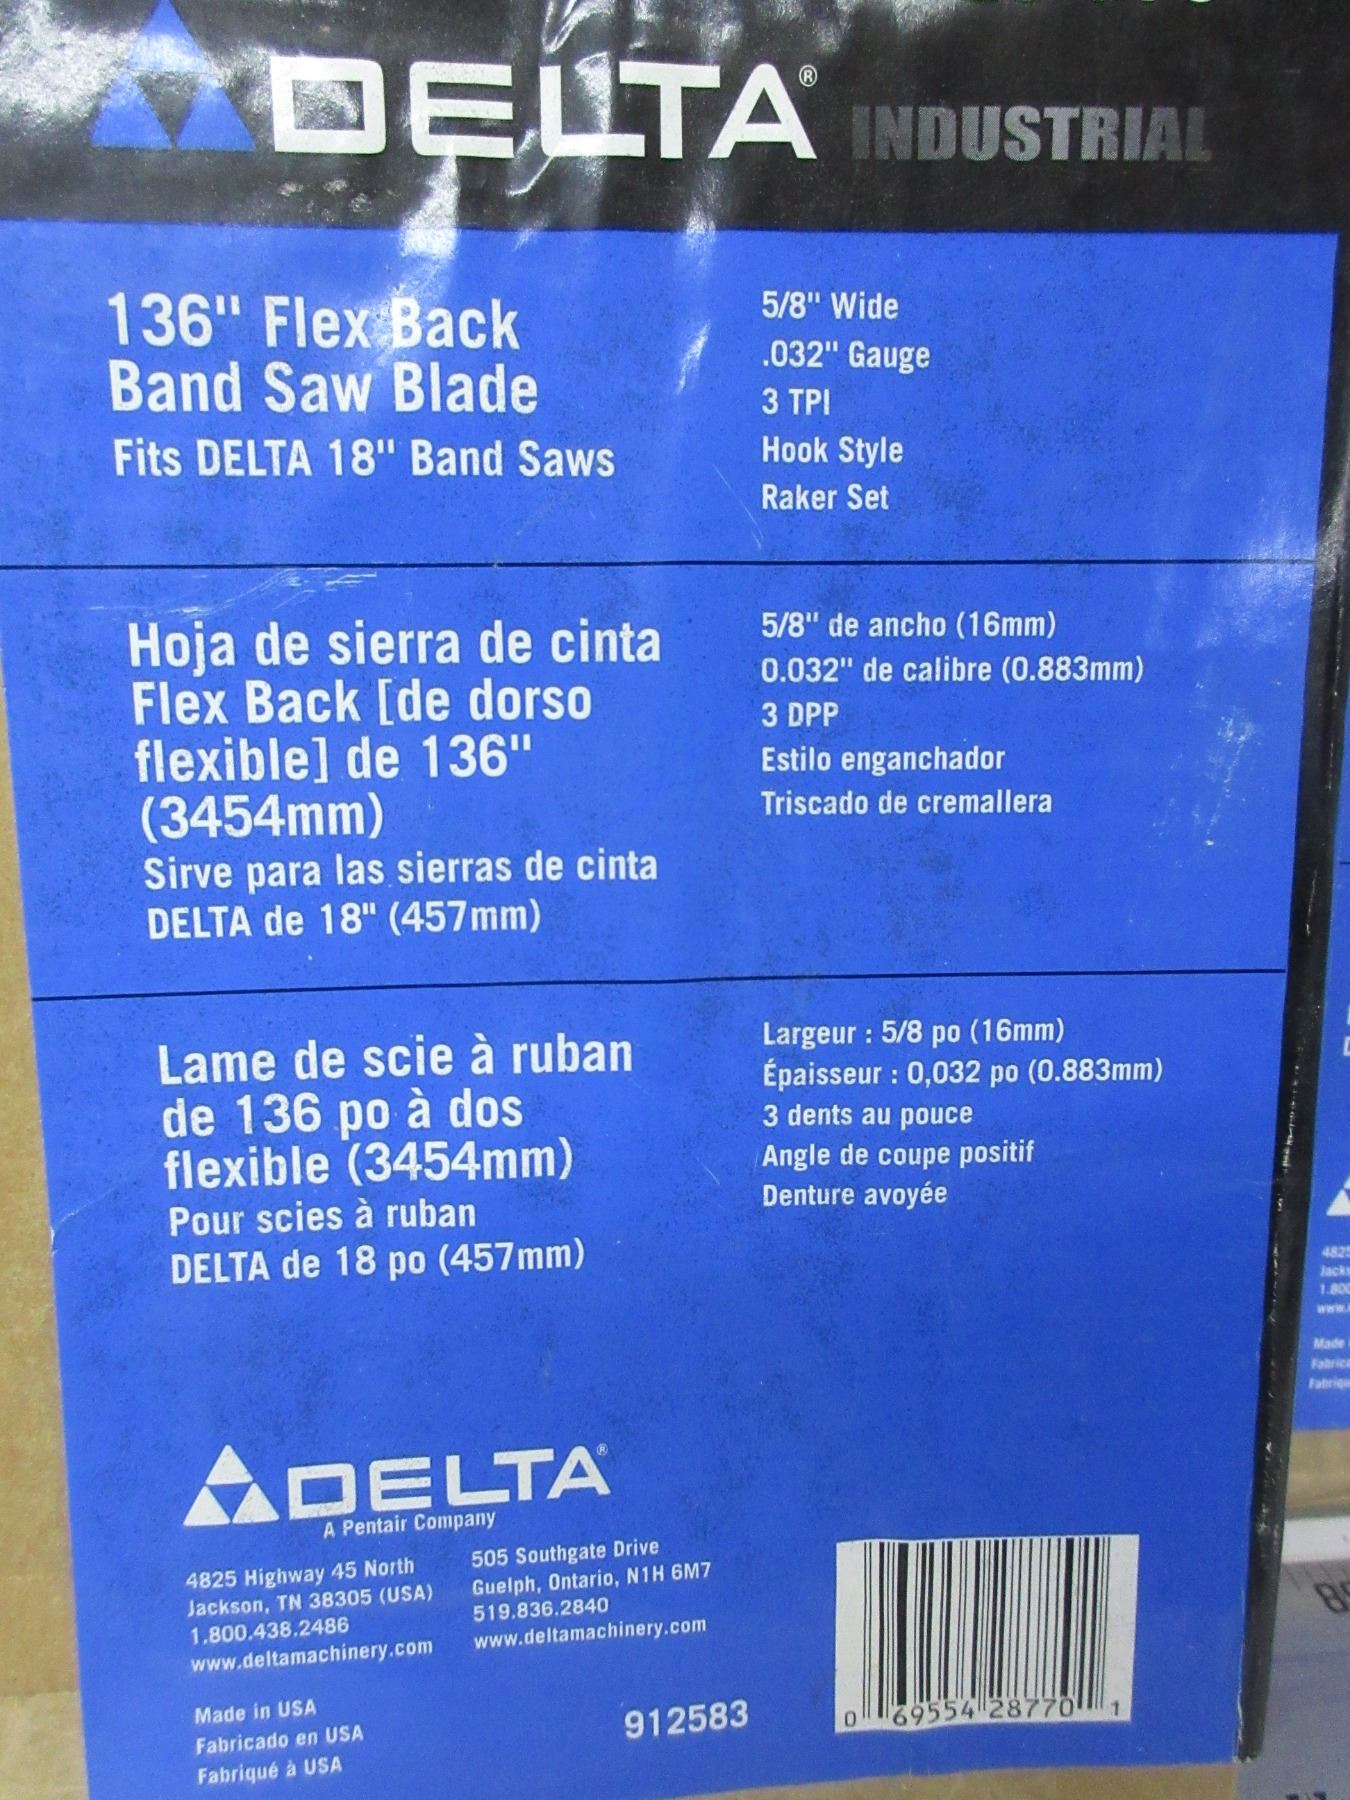 DELTA® INDUSTRIAL
136" Flex Back
Band Saw Blade
Fits DELTA 18" Band Saws
5/8" Wide
.032" Gauge
3 TPI
Hook Style
Raker Set
Hoja de sierra de cinta
Flex Back [de dorso
flexible] de 136"
(3454mm)
Sirve para las sierras de cinta
DELTA de 18" (457mm)
5/8" de ancho (16mm)
0.032" de calibre (0.883mm)
3 DPP
Estilo enganchador
Triscado de cremallera
Lame de scie à ruban
de 136 po à dos
flexible (3454mm)
Pour scies à ruban
DELTA de 18 po (457mm)
Largeur : 5/8 po (16mm)
Épaisseur : 0,032 po (0.883mm)
3 dents au pouce
Angle de coupe positif
Denture avoyée
DELTA®
A Pentair Company
4825 Highway 45 North
Jackson, TN 38305 (USA)
1.800.438.2486
www.deltamachinery.com
505 Southgate Drive
Guelph, Ontario, N1H 6M7
519.836.2840
www.deltamachinery.com
Made in USA
Fabricado en USA
Fabriqué à USA
912583
0 69554 28770 1
4825
1.800
www.
Made